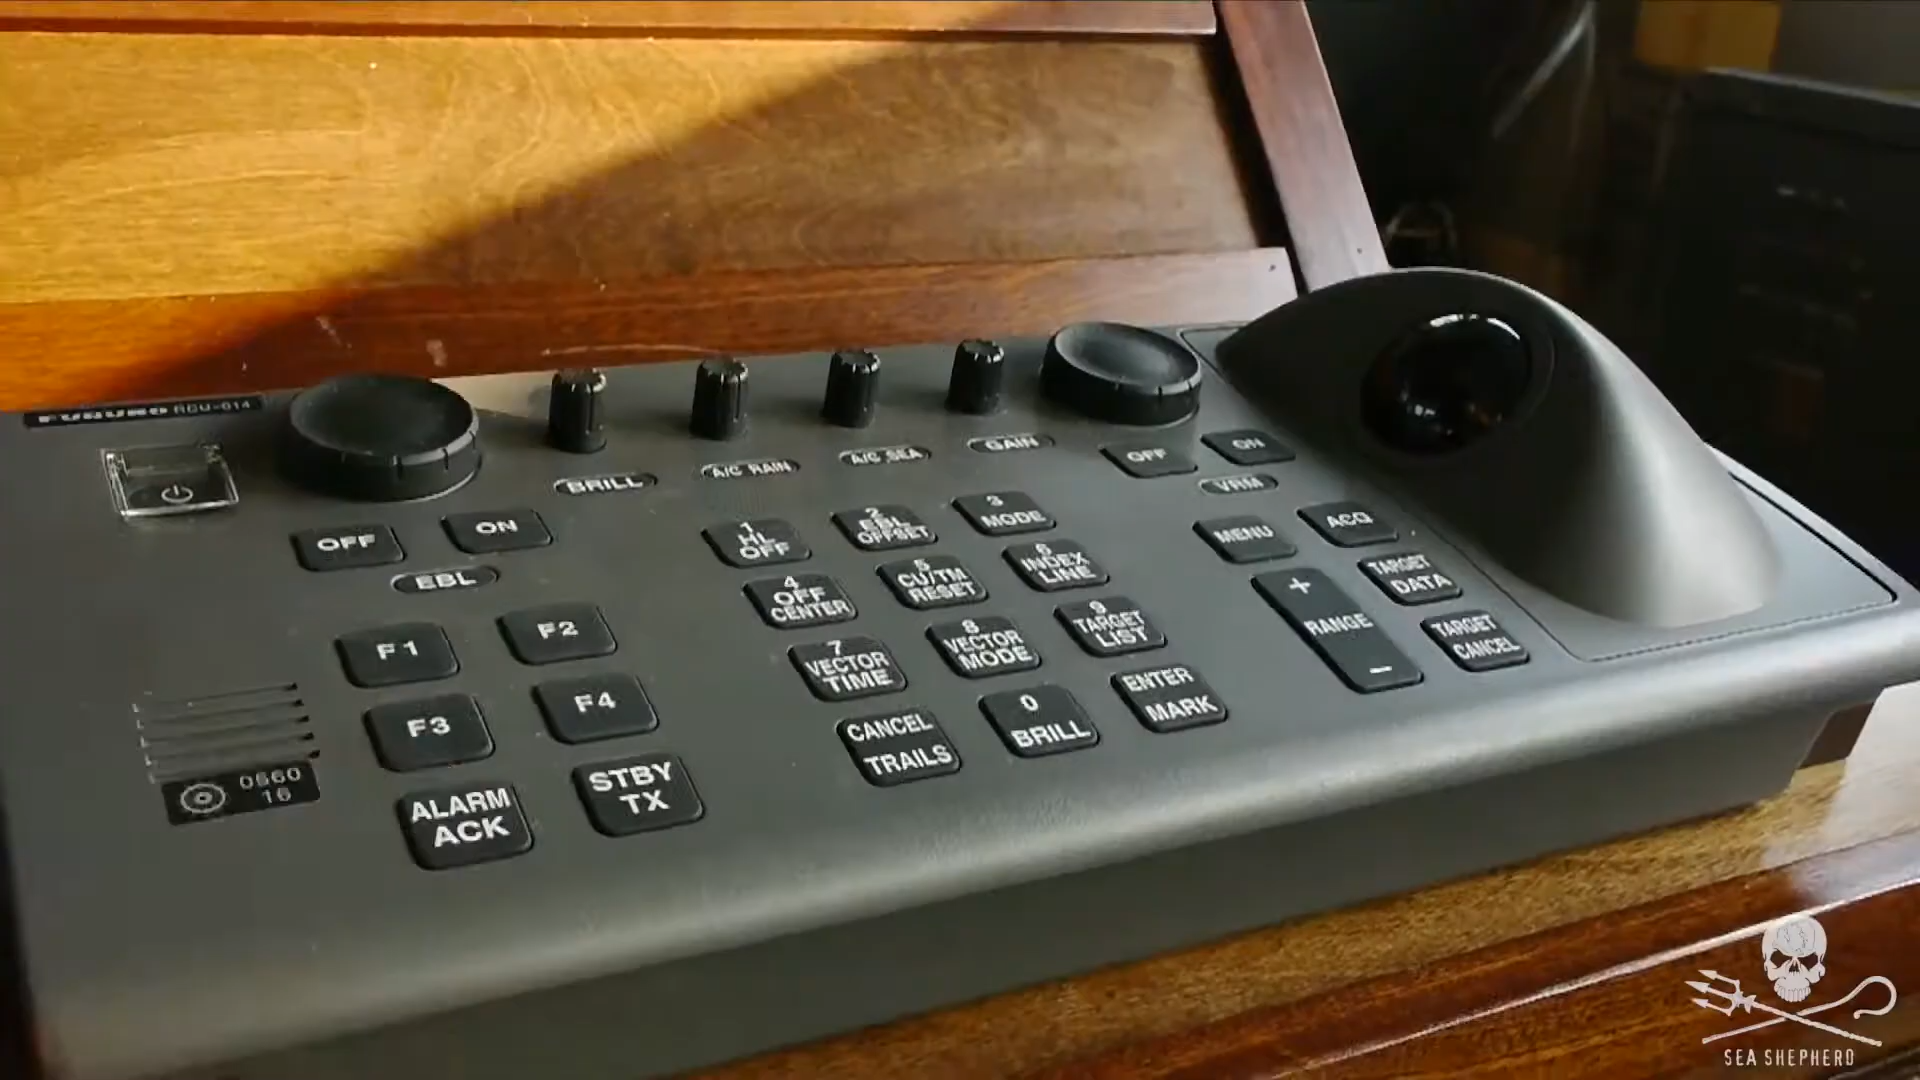 FURUNO RCU-014
BRILL
A/C RAIN
A/C SEA
GAIN
OFF
ON
VRM
OFF
ON
EBL
1
HL
OFF
2
EBL
OFFSET
3
MODE
MENU
ACQ
4
OFF
CENTER
5
CU/TM
RESET
6
INDEX
LINE
+
RANGE
-
TARGET
DATA
F1
F2
7
VECTOR
TIME
8
VECTOR
MODE
9
TARGET
LIST
TARGET
CANCEL
F3
F4
CANCEL
TRAILS
0
BRILL
ENTER
MARK
0660
16
ALARM
ACK
STBY
TX
SEA SHEPHERD